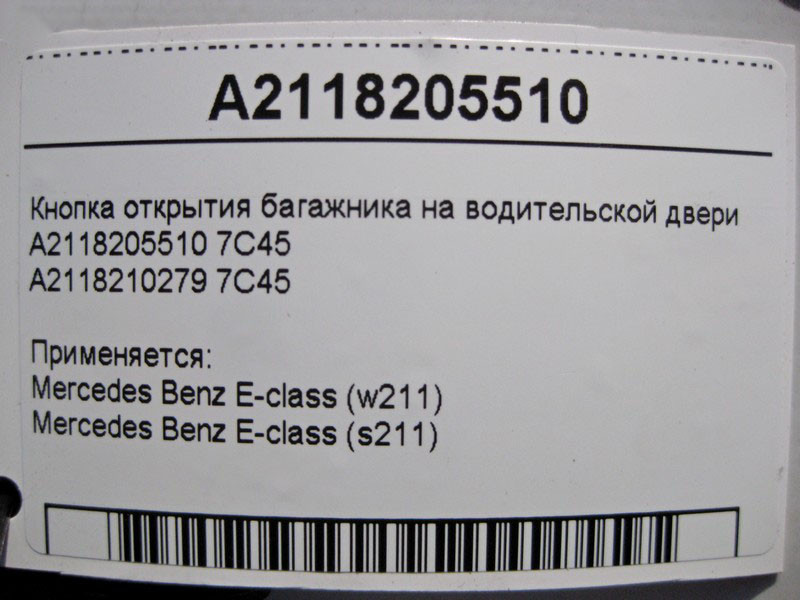 A2118205510
Кнопка открытия багажника на водительской двери
A2118205510 7C45
A2118210279 7C45
Применяется:
Mercedes Benz E-class (w211)
Mercedes Benz E-class (s211)